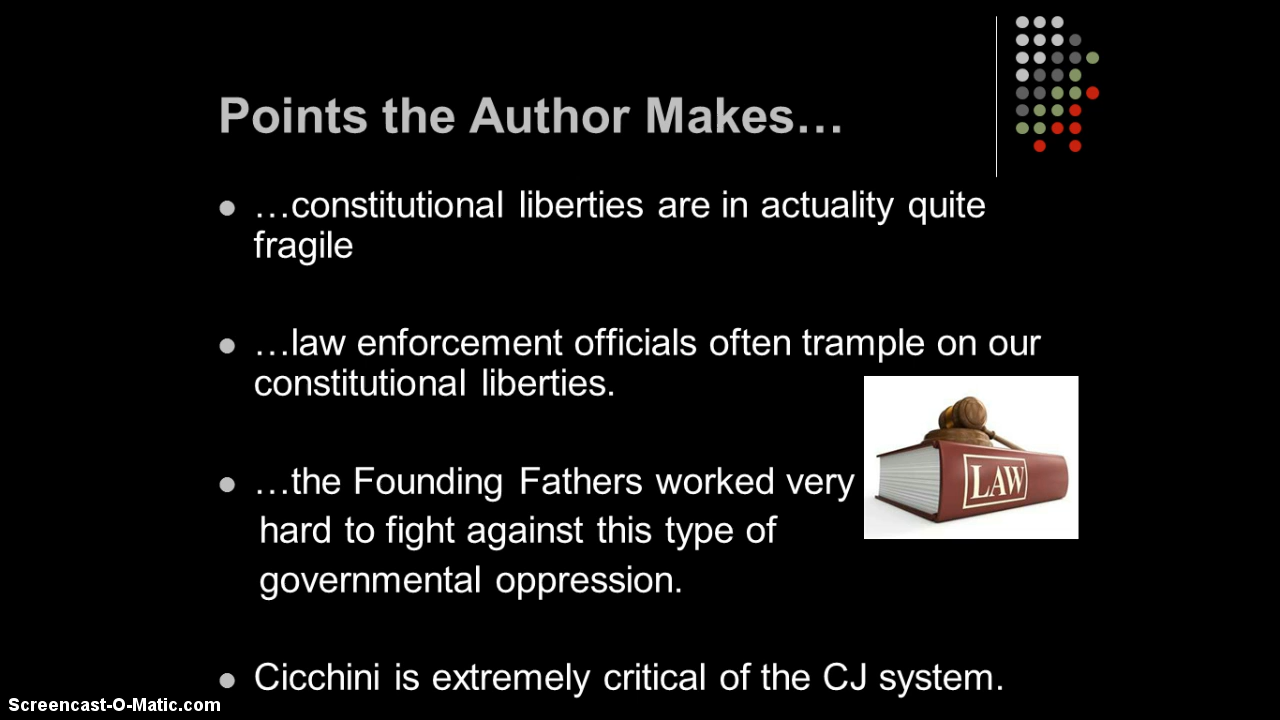 Points the Author Makes…
…constitutional liberties are in actuality quite
fragile
…law enforcement officials often trample on our
constitutional liberties.
…the Founding Fathers worked very
hard to fight against this type of
governmental oppression.
LAW
Cicchini is extremely critical of the CJ system.
Screencast-O-Matic.com